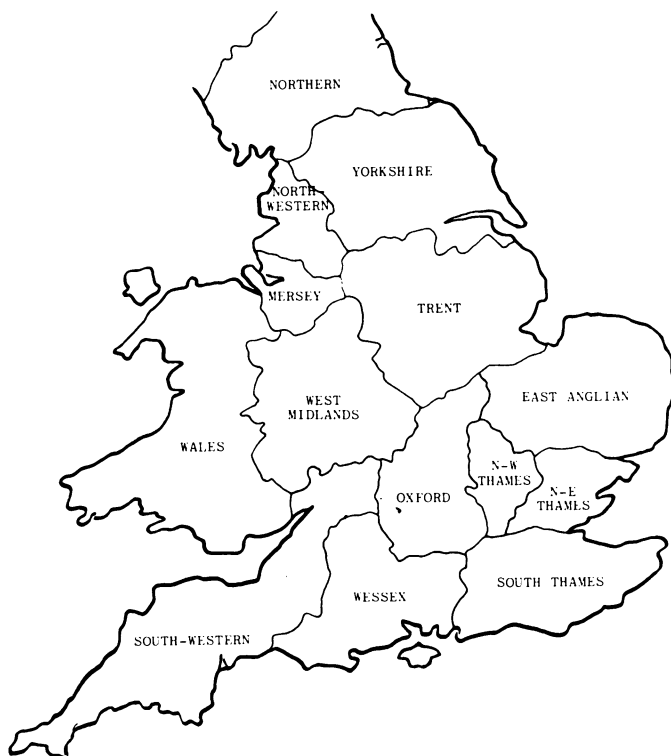 NORTHERN
YORKSHIRE
NORTH-
WESTERN
MERSEY
TRENT
WEST
MIDLANDS
EAST ANGLIAN
WALES
N-W
THAMES
OXFORD
N-E
THAMES
SOUTH THAMES
WESSEX
SOUTH-WESTERN